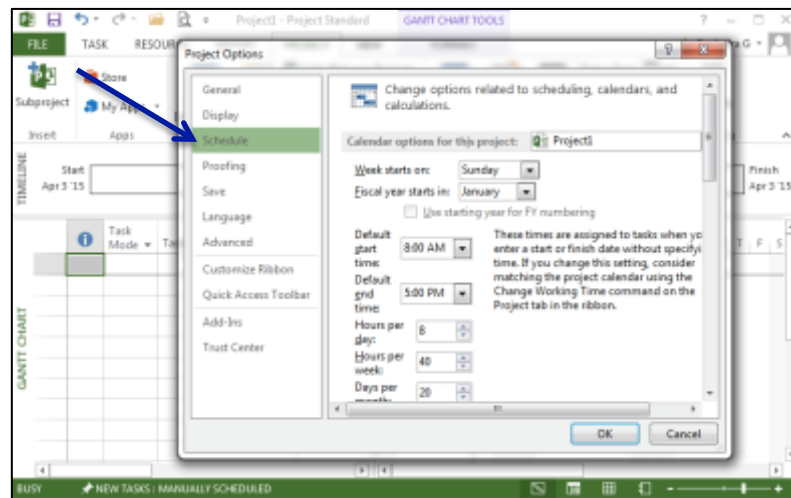 Project1 - Project Standard
GANTT CHART TOOLS
?
FILE
TASK
RESOUR
G
Project Options
?
Subproject
Store
My Apps
Insert
Apps
TIMELINE
Start
Apr 3 '15
Finish
Apr 3 '15
General
Display
Schedule
Proofing
Save
Language
Advanced
Customize Ribbon
Quick Access Toolbar
Add-Ins
Trust Center
Change options related to scheduling, calendars, and
calculations.
Calendar options for this project: Project1
Week starts on: Sunday
Fiscal year starts in: January
Use starting year for FY numbering
Default
start
time:
8:00 AM
These times are assigned to tasks when yo
enter a start or finish date without specifyi
time. If you change this setting, consider
matching the project calendar using the
Change Working Time command on the
Project tab in the ribbon.
Default
end
time:
5:00 PM
Hours per
day:
8
Hours per
week:
40
Days per
month:
20
OK
Cancel
Task
Mode
Tas
T F S
GANTT CHART
BUSY
NEW TASKS : MANUALLY SCHEDULED